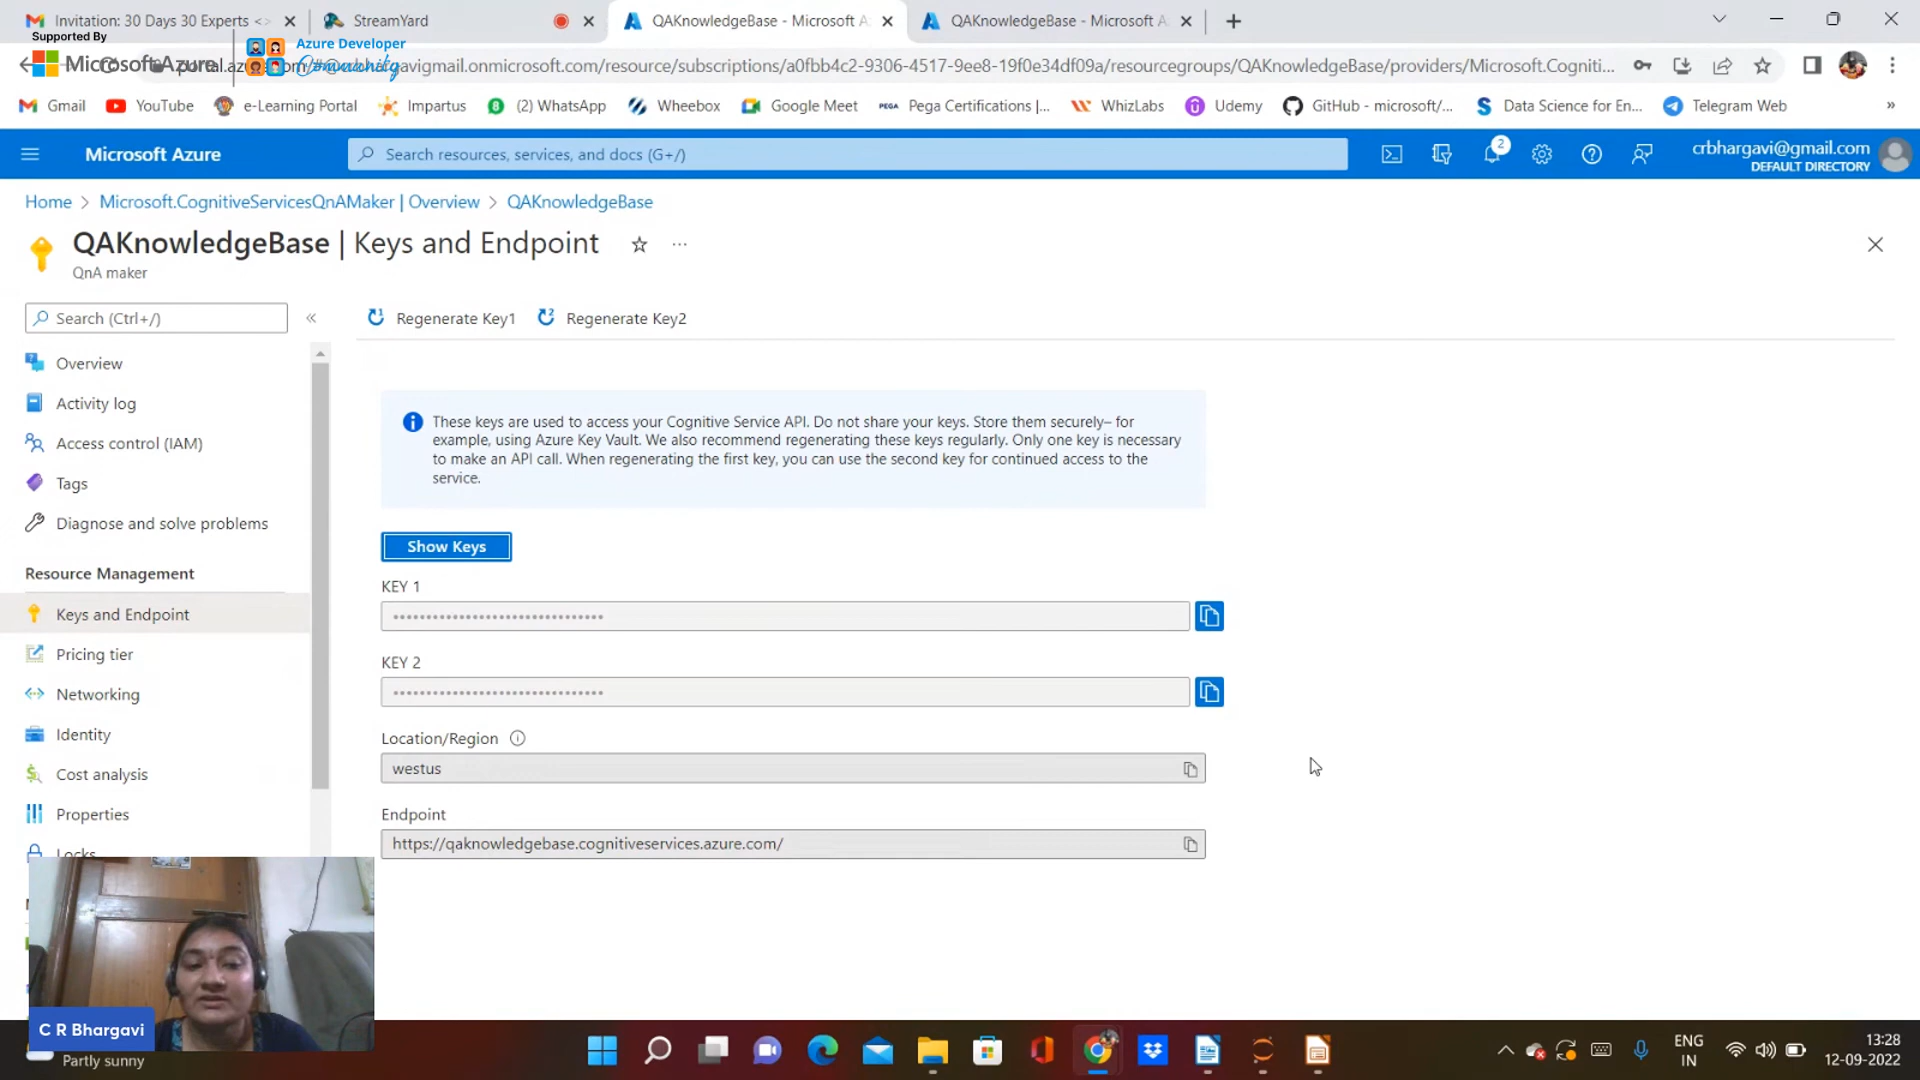 Invitation: 30 Days 30 Experts <>
StreamYard
QAKnowledgeBase - Microsoft A
QAKnowledgeBase - Microsoft A
Supported By
Microsoft Azure
Azure Developer
Community
portal.az
bhargavigmail.onmicrosoft.com/resource/subscriptions/a0fbb4c2-9306-4517-9ee8-19f0e34df09a/resourcegroups/QAKnowledgeBase/providers/Microsoft.Cogniti...
Gmail
YouTube
e-Learning Portal
Impartus
(2) WhatsApp
Wheebox
Google Meet
PEGA
Pega Certifications |...
WhizLabs
Udemy
GitHub - microsoft/...
Data Science for En...
Telegram Web
»
Microsoft Azure
Search resources, services, and docs (G+/)
2
crbhargavi@gmail.com
DEFAULT DIRECTORY
Home > Microsoft.CognitiveServicesQnAMaker | Overview > QAKnowledgeBase
QAKnowledgeBase | Keys and Endpoint
QnA maker
Search (Ctrl+/)
«
Regenerate Key1
Regenerate Key2
Overview
Activity log
Access control (IAM)
Tags
Diagnose and solve problems
Resource Management
Keys and Endpoint
Pricing tier
Networking
Identity
Cost analysis
Properties
Locks
These keys are used to access your Cognitive Service API. Do not share your keys. Store them securely– for
example, using Azure Key Vault. We also recommend regenerating these keys regularly. Only one key is necessary
to make an API call. When regenerating the first key, you can use the second key for continued access to the
service.
Show Keys
KEY 1
KEY 2
Location/Region
westus
Endpoint
https://qaknowledgebase.cognitiveservices.azure.com/
C R Bhargavi
Partly sunny
ENG
IN
13:28
12-09-2022